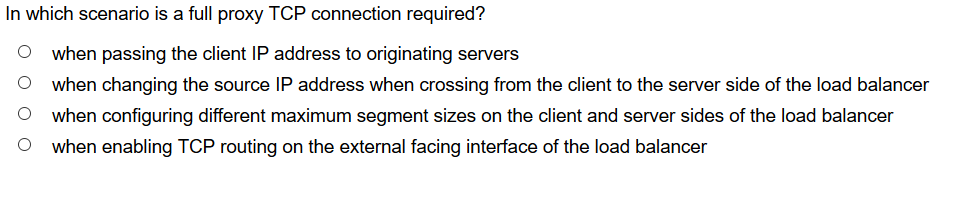 In which scenario is a full proxy TCP connection required?
when passing the client IP address to originating servers
when changing the source IP address when crossing from the client to the server side of the load balancer
when configuring different maximum segment sizes on the client and server sides of the load balancer
when enabling TCP routing on the external facing interface of the load balancer